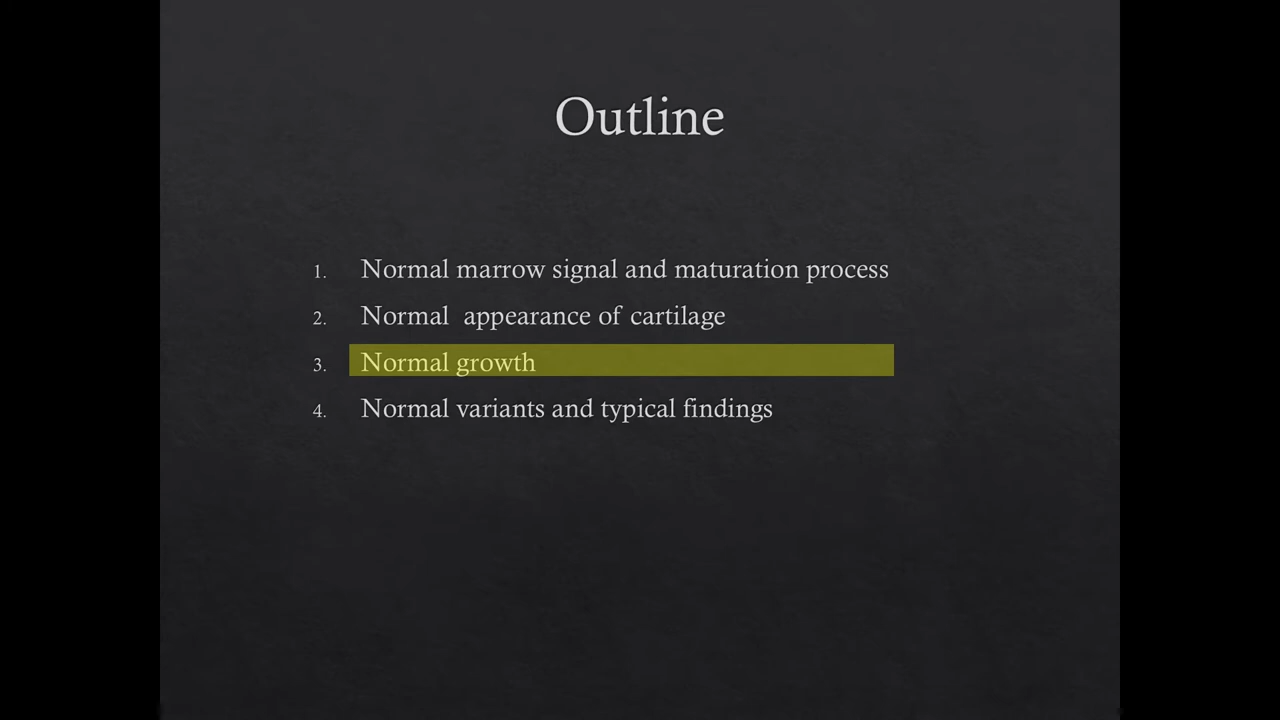 Outline
1. Normal marrow signal and maturation process
2. Normal appearance of cartilage
3. Normal growth
4. Normal variants and typical findings